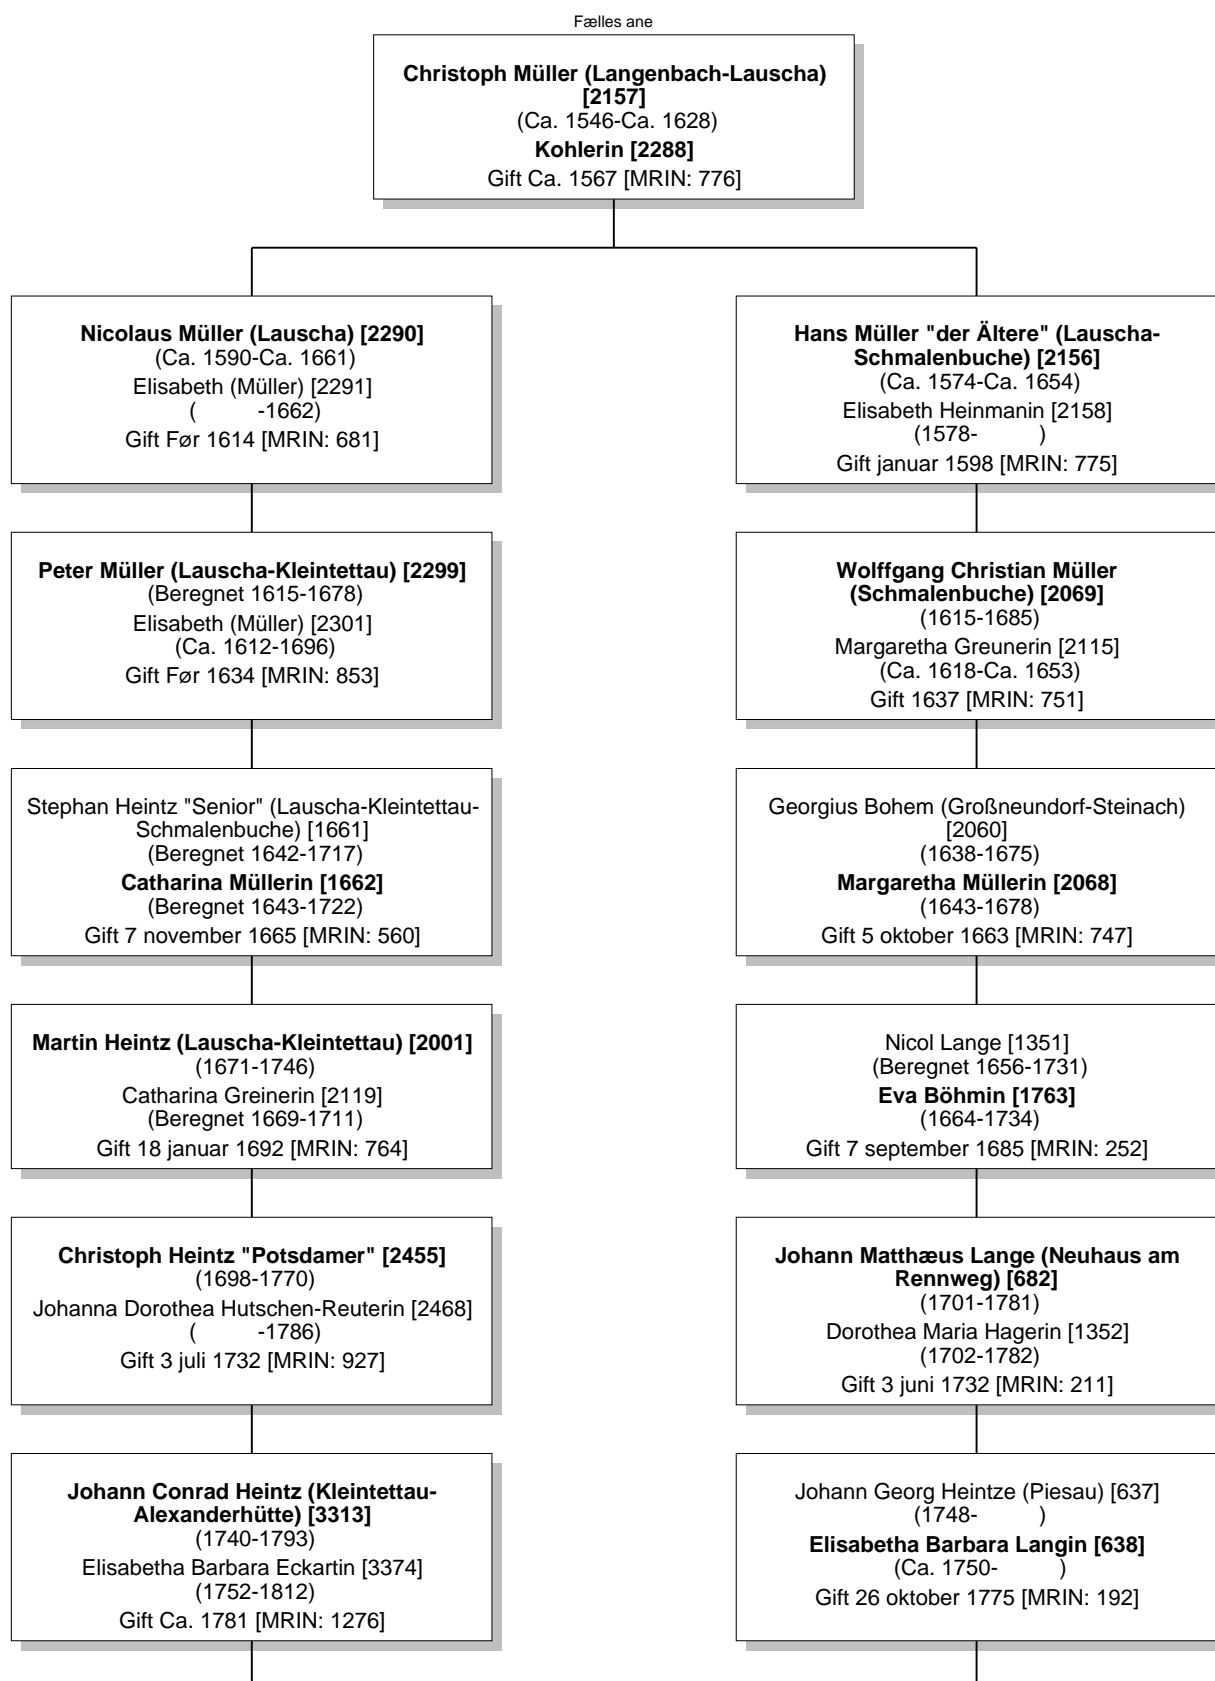 Fælles ane
Christoph Müller (Langenbach-Lauscha)
[2157]
(Ca. 1546-Ca. 1628)
Kohlerin [2288]
Gift Ca. 1567 [MRIN: 776]
Nicolaus Müller (Lauscha) [2290]
(Ca. 1590-Ca. 1661)
Elisabeth (Müller) [2291]
( -1662)
Gift Før 1614 [MRIN: 681]
Hans Müller "der Ältere" (Lauscha-
Schmalenbuche) [2156]
(Ca. 1574-Ca. 1654)
Elisabeth Heinmanin [2158]
(1578- )
Gift januar 1598 [MRIN: 775]
Peter Müller (Lauscha-Kleintettau) [2299]
(Beregnet 1615-1678)
Elisabeth (Müller) [2301]
(Ca. 1612-1696)
Gift Før 1634 [MRIN: 853]
Wolffgang Christian Müller
(Schmalenbuche) [2069]
(1615-1685)
Margaretha Greunerin [2115]
(Ca. 1618-Ca. 1653)
Gift 1637 [MRIN: 751]
Stephan Heintz "Senior" (Lauscha-Kleintettau-
Schmalenbuche) [1661]
(Beregnet 1642-1717)
Catharina Müllerin [1662]
(Beregnet 1643-1722)
Gift 7 november 1665 [MRIN: 560]
Georgius Bohem (Großneundorf-Steinach)
[2060]
(1638-1675)
Margaretha Müllerin [2068]
(1643-1678)
Gift 5 oktober 1663 [MRIN: 747]
Martin Heintz (Lauscha-Kleintettau) [2001]
(1671-1746)
Catharina Greinerin [2119]
(Beregnet 1669-1711)
Gift 18 januar 1692 [MRIN: 764]
Nicol Lange [1351]
(Beregnet 1656-1731)
Eva Böhmin [1763]
(1664-1734)
Gift 7 september 1685 [MRIN: 252]
Christoph Heintz "Potsdamer" [2455]
(1698-1770)
Johanna Dorothea Hutschen-Reuterin [2468]
( -1786)
Gift 3 juli 1732 [MRIN: 927]
Johann Matthæus Lange (Neuhaus am
Rennweg) [682]
(1701-1781)
Dorothea Maria Hagerin [1352]
(1702-1782)
Gift 3 juni 1732 [MRIN: 211]
Johann Conrad Heintz (Kleintettau-
Alexanderhütte) [3313]
(1740-1793)
Elisabetha Barbara Eckartin [3374]
(1752-1812)
Gift Ca. 1781 [MRIN: 1276]
Johann Georg Heintze (Piesau) [637]
(1748- )
Elisabetha Barbara Langin [638]
(Ca. 1750- )
Gift 26 oktober 1775 [MRIN: 192]